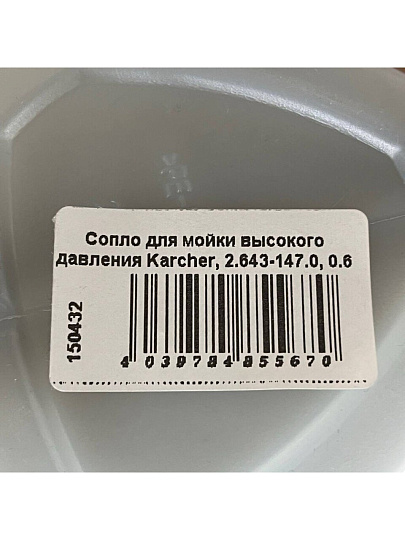 Сопло для мойки высокого
давления Karcher, 2.643-147.0, 0.6
150432
4 039784 855670